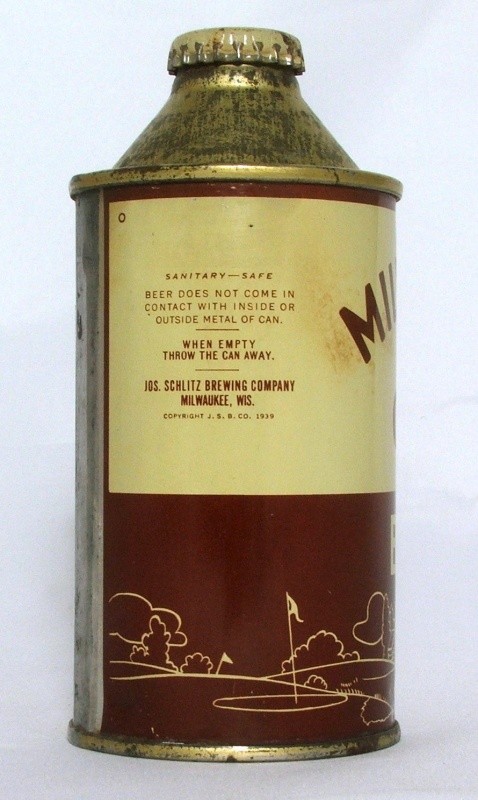 O
SANITARY—SAFE
BEER DOES NOT COME IN
CONTACT WITH INSIDE OR
OUTSIDE METAL OF CAN.
WHEN EMPTY
THROW THE CAN AWAY.
JOS. SCHLITZ BREWING COMPANY
MILWAUKEE, WIS.
COPYRIGHT J. S. B. CO. 1939